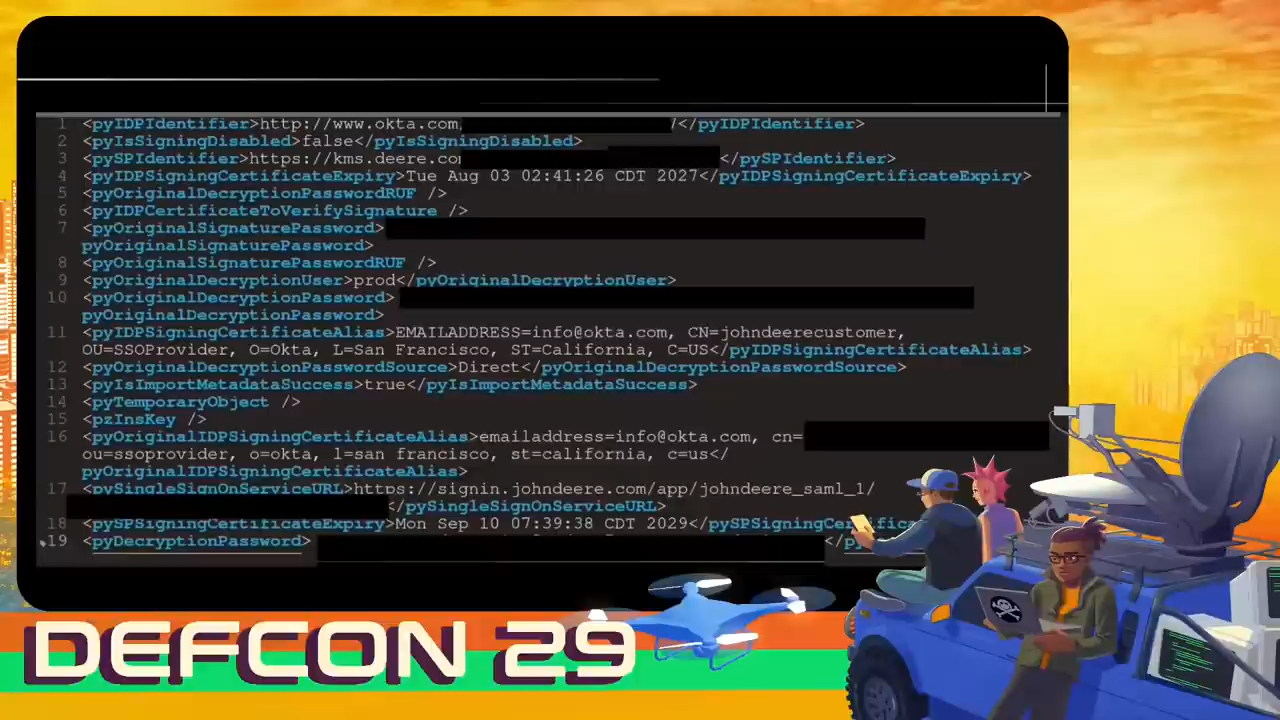 1 <pyIDPIdentifier>http://www.okta.com /</pyIDPIdentifier>
2 <pyIsSigningDisabled>false</pyIsSigningDisabled>
3 <pySPIdentifier>https://kms.deere.com </pySPIdentifier>
4 <pyIDPSigningCertificateExpiry>Tue Aug 03 02:41:26 CDT 2027</pyIDPSigningCertificateExpiry>
5 <pyOriginalDecryptionPasswordRUF />
6 <pyIDPCertificateToVerifySignature />
7 <pyOriginalSignaturePassword>
pyOriginalSignaturePassword>
8 <pyOriginalSignaturePasswordRUF />
9 <pyOriginalDecryptionUser>prod</pyOriginalDecryptionUser>
10 <pyOriginalDecryptionPassword>
pyOriginalDecryptionPassword>
11 <pyIDPSigningCertificateAlias>EMAILADDRESS=info@okta.com, CN=johndeerecustomer,
OU=SSOProvider, O=Okta, L=San Francisco, ST=California, C=US</pyIDPSigningCertificateAlias>
12 <pyOriginalDecryptionPasswordSource>Direct</pyOriginalDecryptionPasswordSource>
13 <pyIsImportMetadataSuccess>true</pyIsImportMetadataSuccess>
14 <pyTemporaryObject />
15 <pzInsKey />
16 <pyOriginalIDPSigningCertificateAlias>emailaddress=info@okta.com, cn=
ou=ssoprovider, o=okta, l=san francisco, st=california, c=us</
pyOriginalIDPSigningCertificateAlias>
17 <pySingleSignOnServiceURL>https://signin.johndeere.com/app/johndeere_saml_1/
</pySingleSignOnServiceURL>
18 <pySPSigningCertificateExpiry>Mon Sep 10 07:39:38 CDT 2029</pySPSigningCertifica
19 <pyDecryptionPassword> </py
DEFCON 29